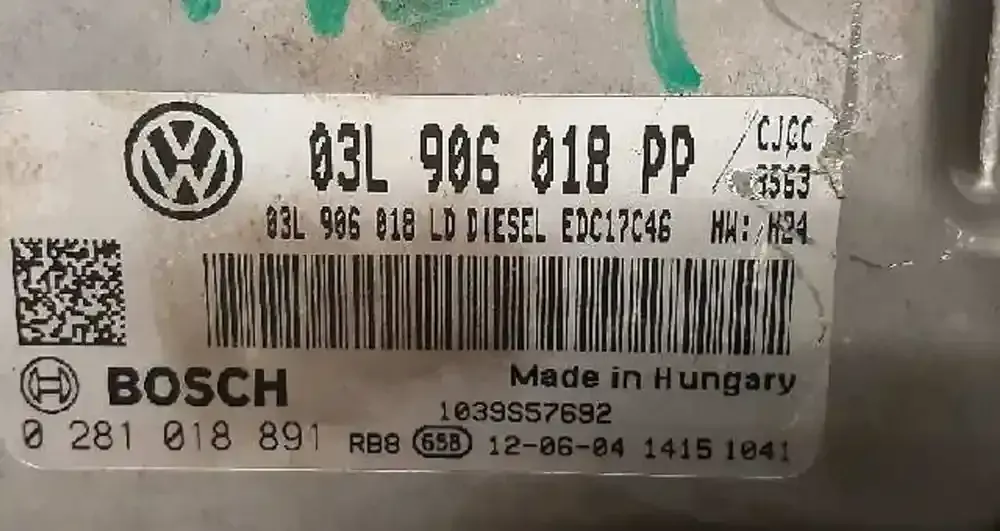 03L 906 018 PP
CJCC
03L 906 018 LD DIESEL EDC17C46 HW: H24
BOSCH
Made in Hungary
1039S57692
0 281 018 891
RB8 65B 12-06-04 1415 1041